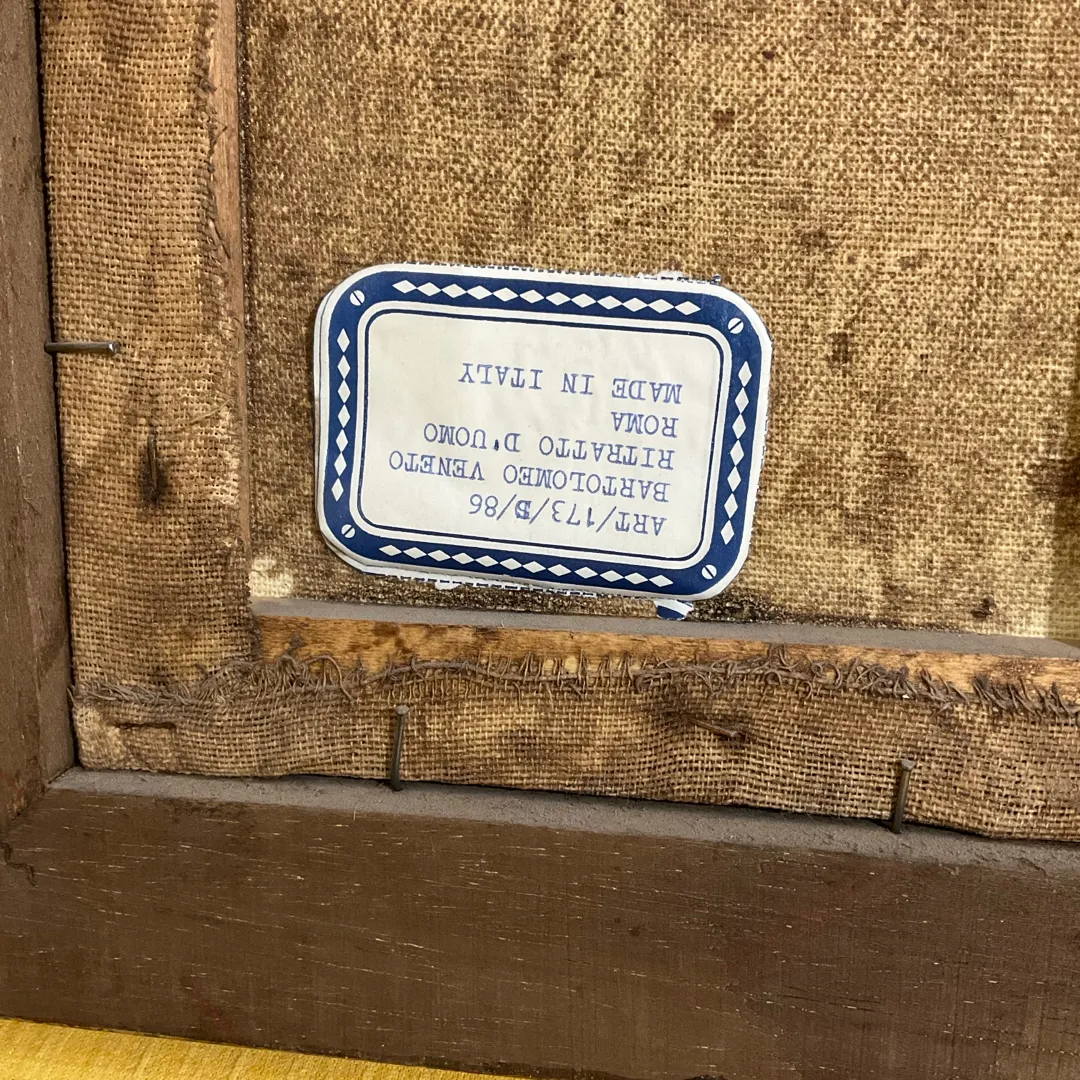 ART/173/S/86
BARTOLOMEO VENETO
RITRATTO D'UOMO
ROMA
MADE IN ITALY